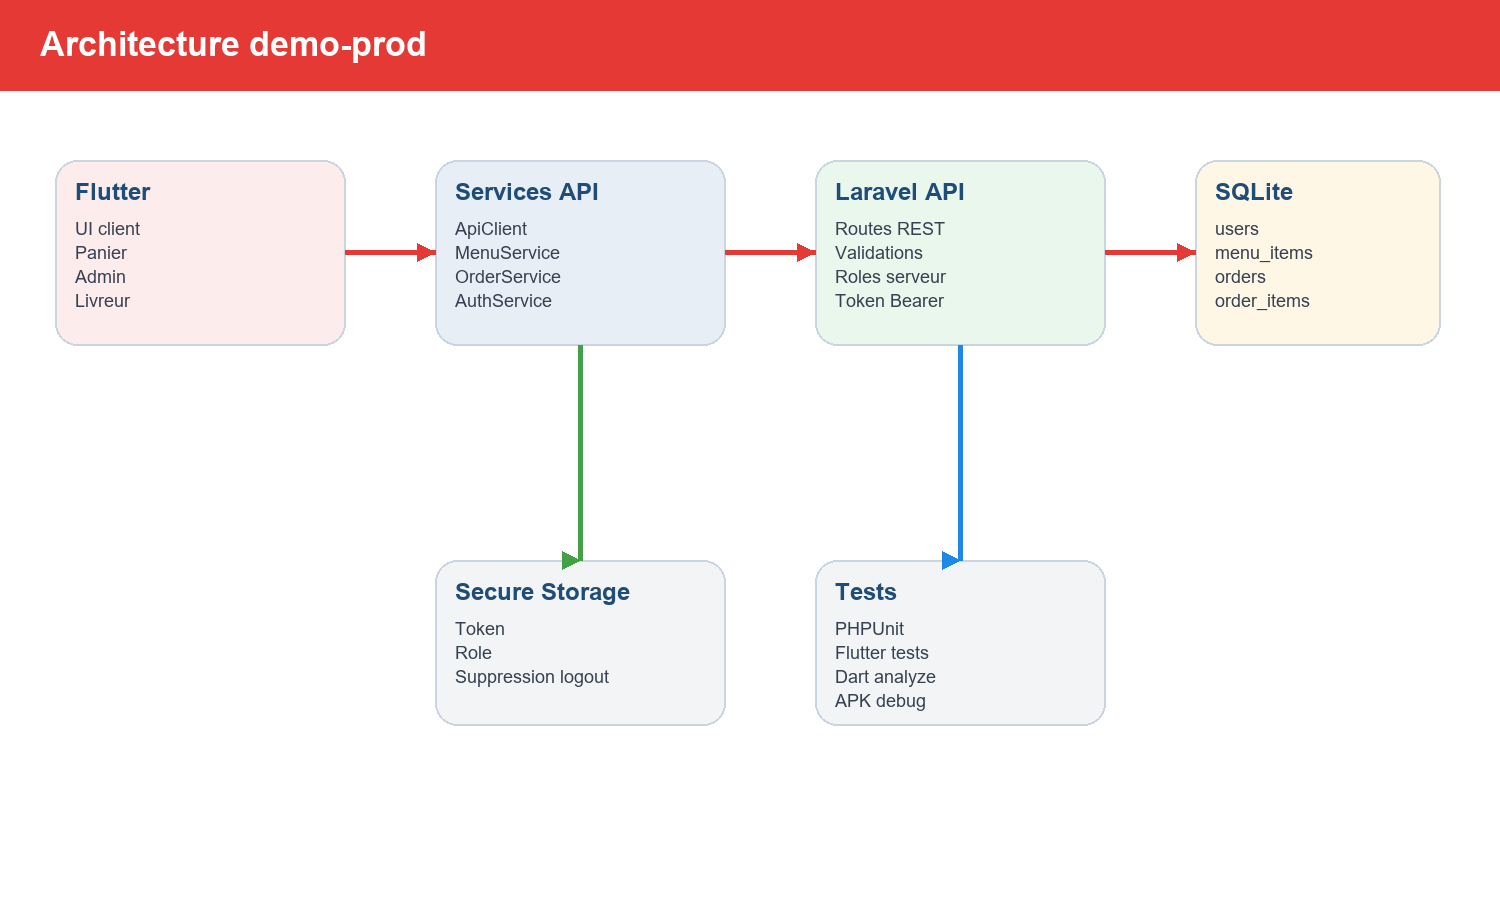 Architecture demo-prod
Flutter
UI client
Panier
Admin
Livreur
Services API
ApiClient
MenuService
OrderService
AuthService
Laravel API
Routes REST
Validations
Roles serveur
Token Bearer
SQLite
users
menu_items
orders
order_items
Secure Storage
Token
Role
Suppression logout
Tests
PHPUnit
Flutter tests
Dart analyze
APK debug